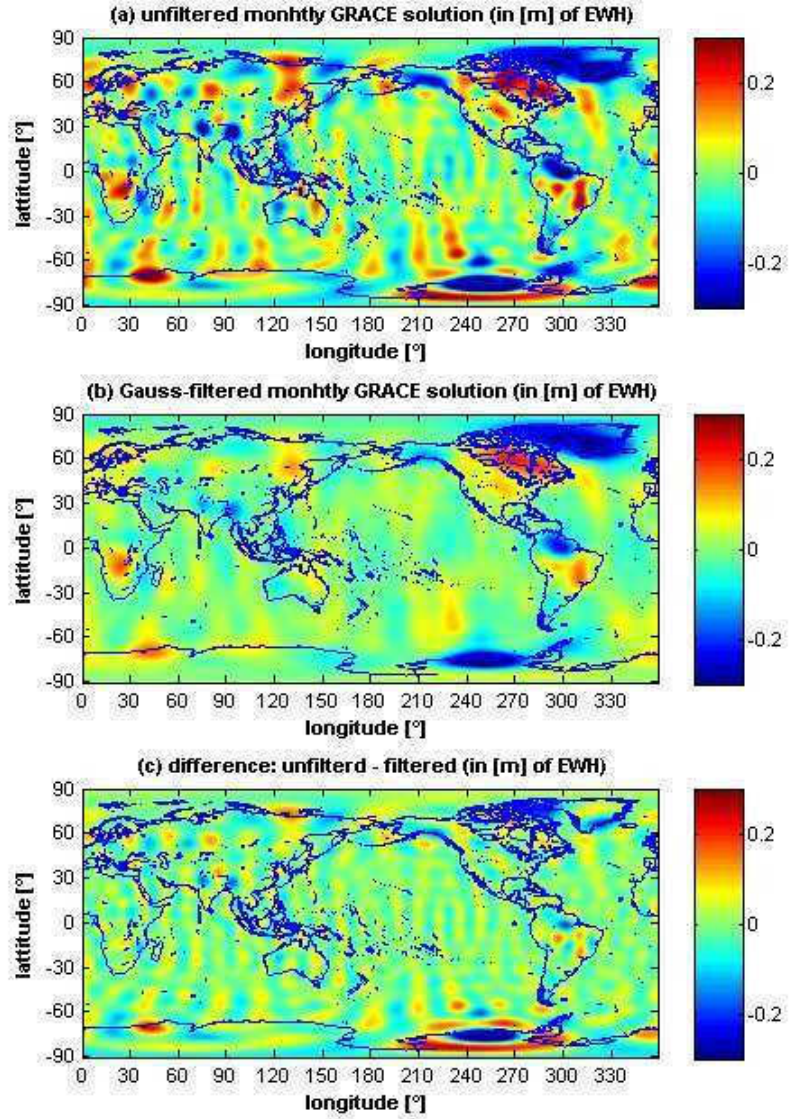 (a) unfiltered monhtly GRACE solution (in [m] of EWH)
90
60
30
0
-30
-60
-90
lattitude [°]
0 30 60 90 120 150 180 210 240 270 300 330
longitude [°]
0.2
0
-0.2
(b) Gauss-filtered monhtly GRACE solution (in [m] of EWH)
90
60
30
0
-30
-60
-90
lattitude [°]
0 30 60 90 120 150 180 210 240 270 300 330
longitude [°]
0.2
0
-0.2
(c) difference: unfilterd - filtered (in [m] of EWH)
90
60
30
0
-30
-60
-90
lattitude [°]
0 30 60 90 120 150 180 210 240 270 300 330
longitude [°]
0.2
0
-0.2